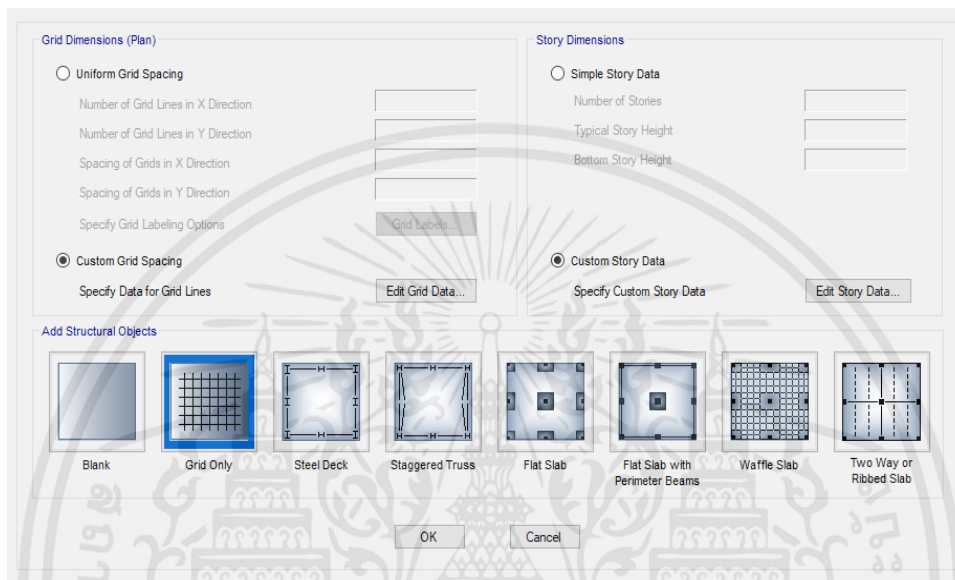 Grid Dimensions (Plan)
Uniform Grid Spacing
Number of Grid Lines in X Direction
Number of Grid Lines in Y Direction
Spacing of Grids in X Direction
Spacing of Grids in Y Direction
Specify Grid Labeling Options
Grid Labels...
Custom Grid Spacing
Specify Data for Grid Lines
Edit Grid Data...
Story Dimensions
Simple Story Data
Number of Stories
Typical Story Height
Bottom Story Height
Custom Story Data
Specify Custom Story Data
Edit Story Data...
Add Structural Objects
Blank
Grid Only
Steel Deck
Staggered Truss
Flat Slab
Flat Slab with
Perimeter Beams
Waffle Slab
Two Way or
Ribbed Slab
OK
Cancel